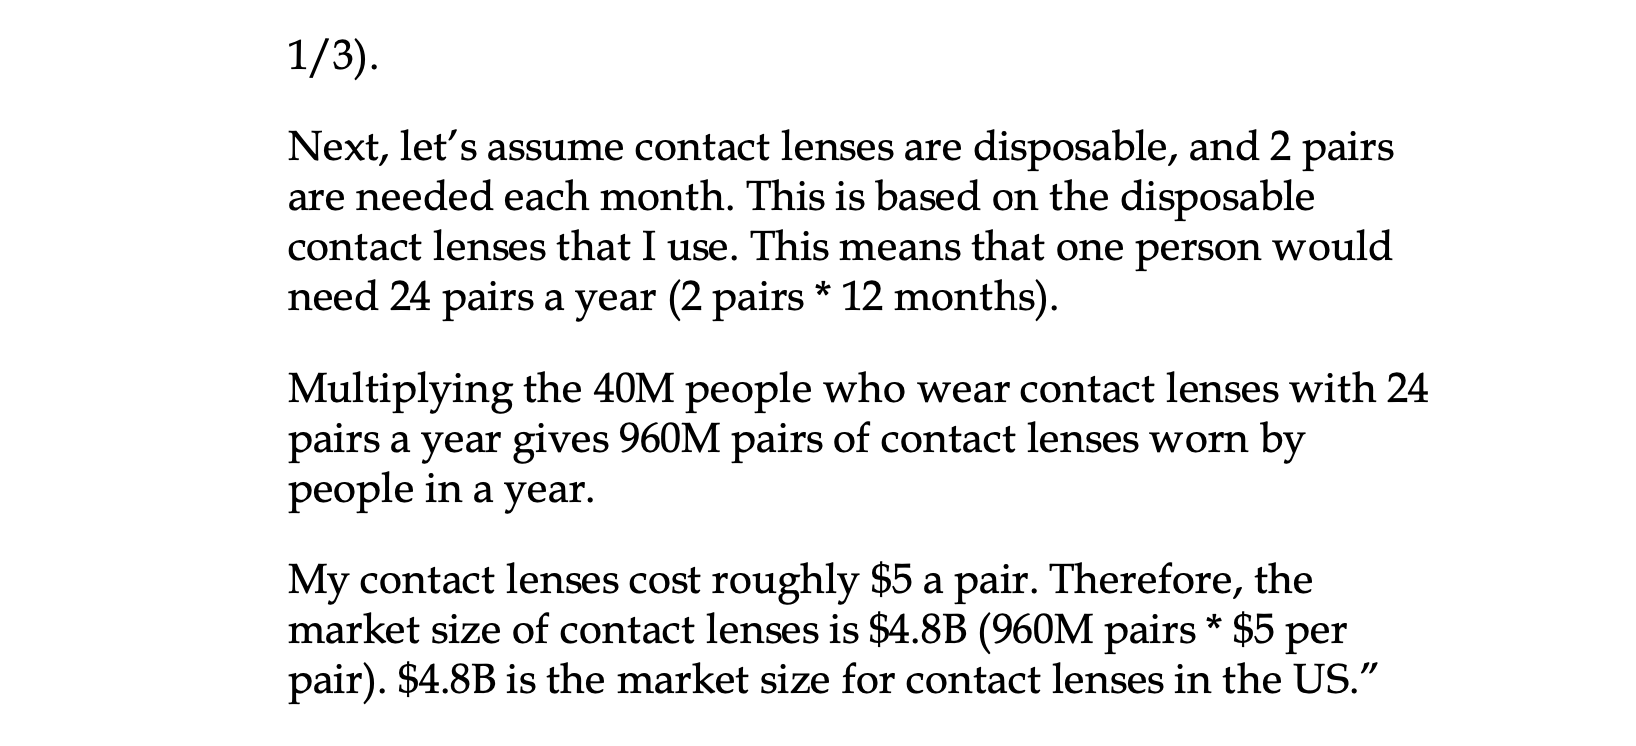 1/3).
Next, let’s assume contact lenses are disposable, and 2 pairs
are needed each month. This is based on the disposable
contact lenses that I use. This means that one person would
need 24 pairs a year (2 pairs * 12 months).
Multiplying the 40M people who wear contact lenses with 24
pairs a year gives 960M pairs of contact lenses worn by
people in a year.
My contact lenses cost roughly $5 a pair. Therefore, the
market size of contact lenses is $4.8B (960M pairs * $5 per
pair). $4.8B is the market size for contact lenses in the US.”